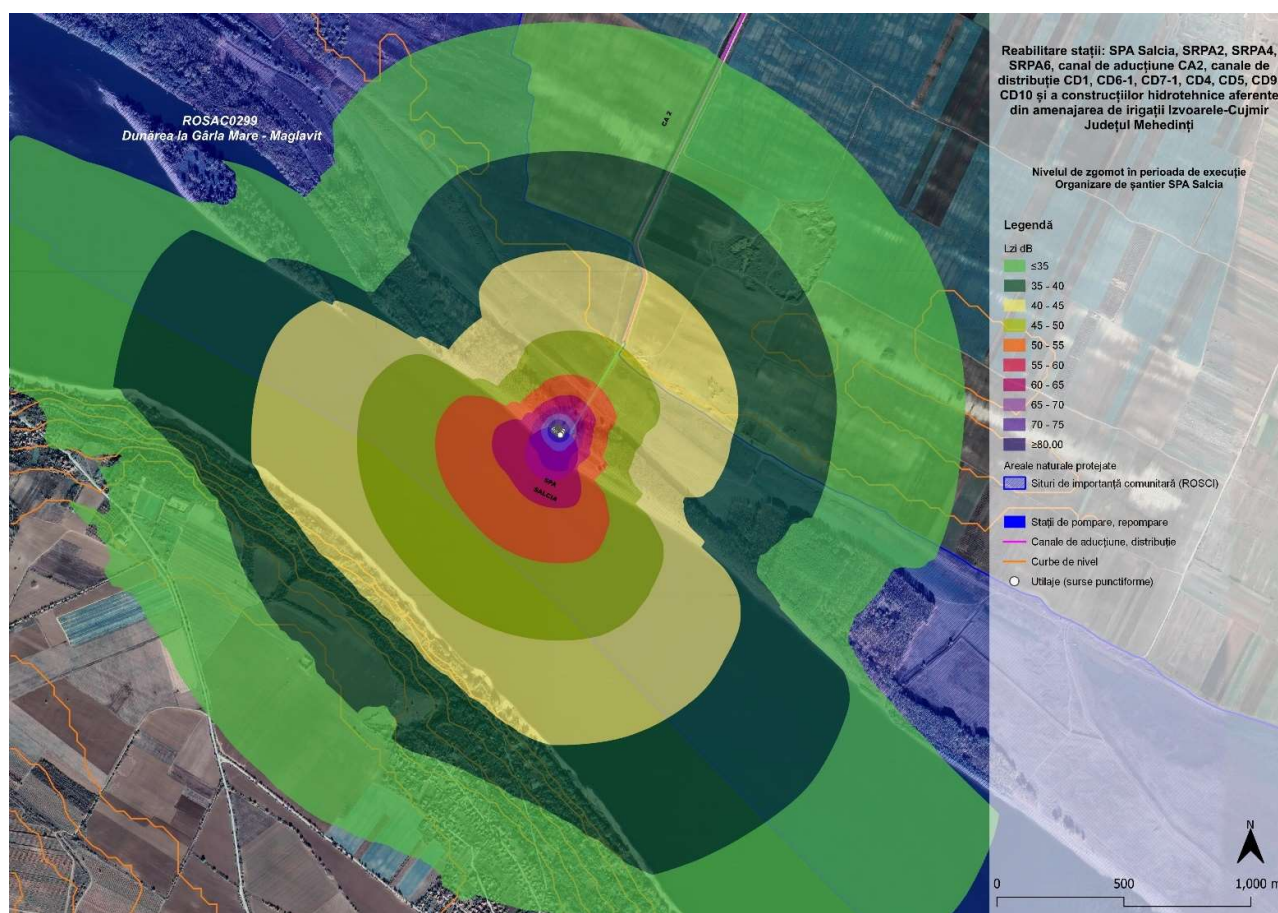 ROSAC0299
Dunărea la Gârla Mare - Maglavit
CA 2
SPA
SALCIA
Reabilitare stații: SPA Salcia, SRPA2, SRPA4,
SRPA6, canal de aducțiune CA2, canale de
distribuție CD1, CD6-1, CD7-1, CD4, CD5, CD9
CD10 și a construcțiilor hidrotehnice aferente
din amenajarea de irigații Izvoarele-Cujmir
Județul Mehedinți
Nivelul de zgomot în perioada de execuție
Organizare de șantier SPA Salcia
Legendă
Lzi dB
≤35
35 - 40
40 - 45
45 - 50
50 - 55
55 - 60
60 - 65
65 - 70
70 - 75
≥80.00
Areale naturale protejate
Situri de importanță comunitară (ROSCI)
Stații de pompare, repompare
Canale de aducțiune, distribuție
Curbe de nivel
Utilaje (surse punctiforme)
N
0 500 1,000 m